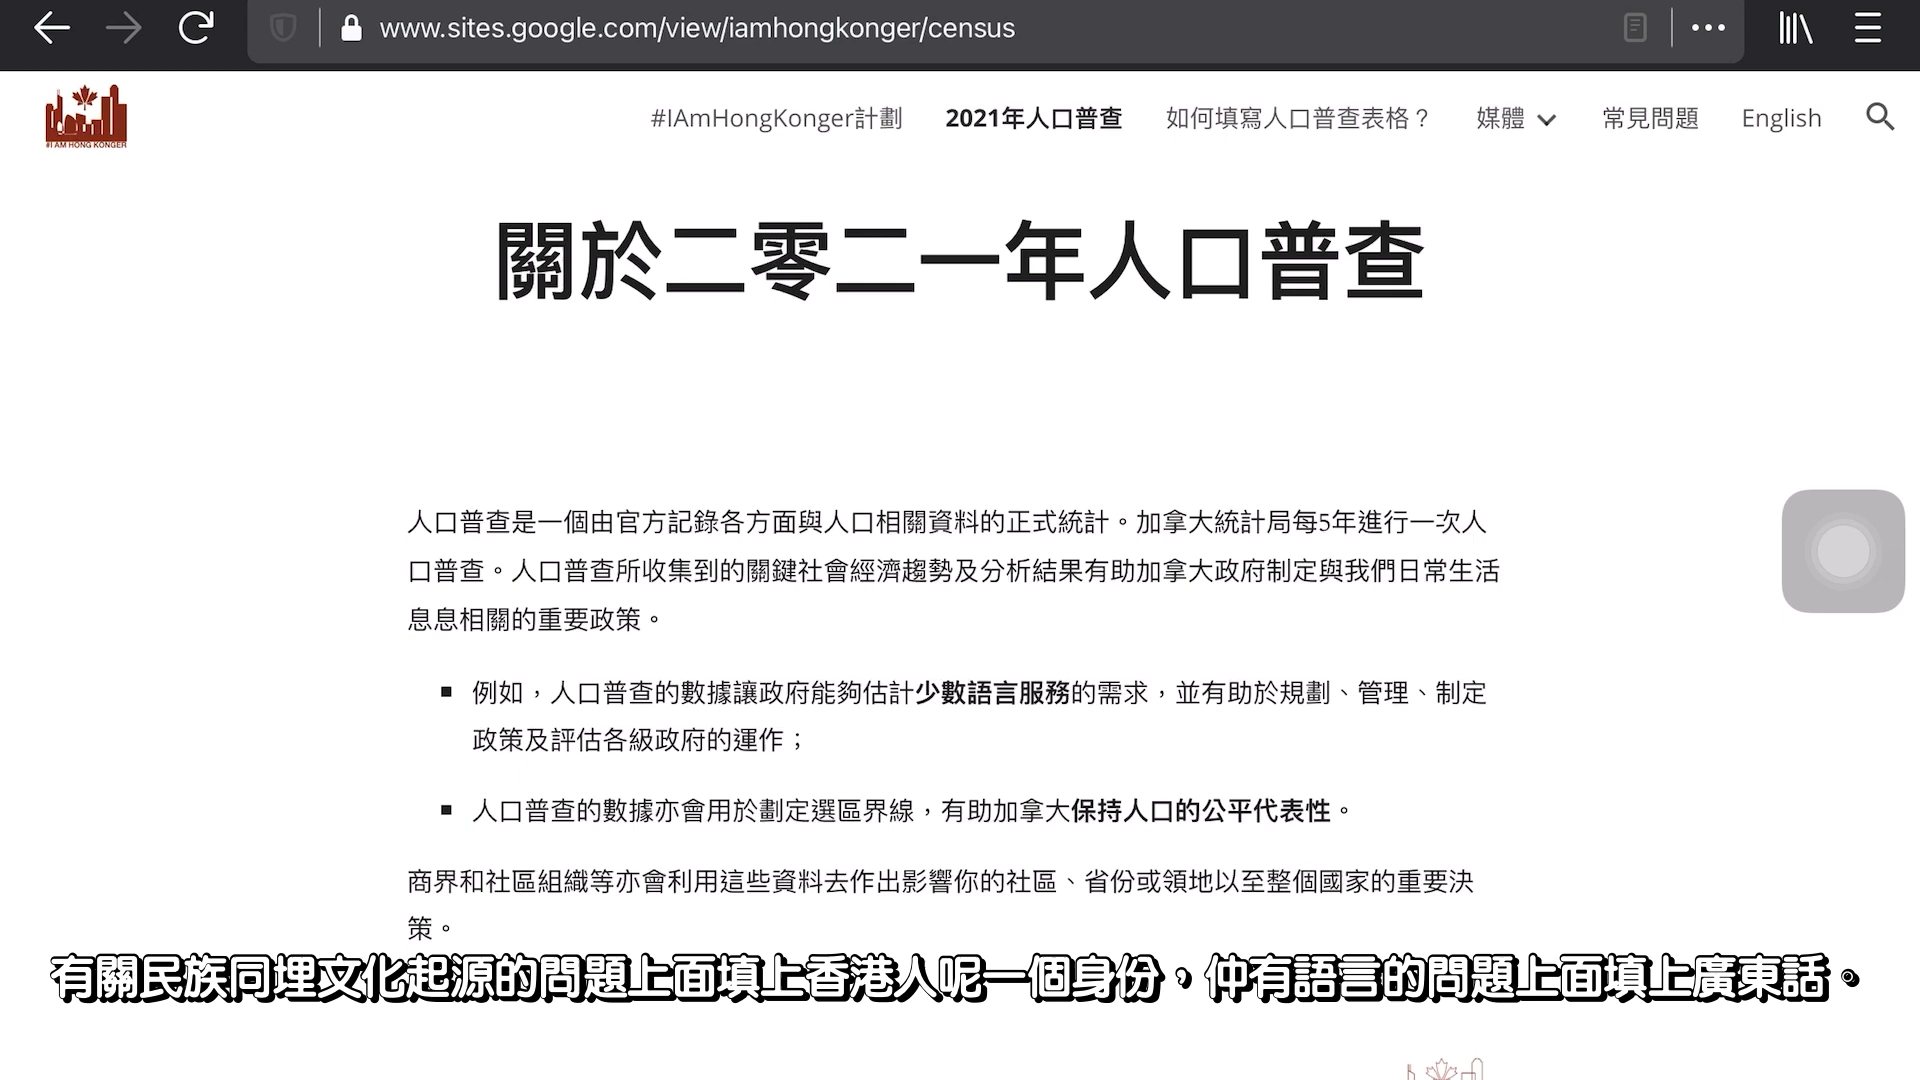 www.sites.google.com/view/iamhongkonger/census
#I AM HONG KONGER
#IAmHongKonger計劃 2021年人口普查 如何填寫人口普查表格？ 媒體 常見問題 English
關於二零二一年人口普查
人口普查是一個由官方記錄各方面與人口相關資料的正式統計。加拿大統計局每5年進行一次人
口普查。人口普查所收集到的關鍵社會經濟趨勢及分析結果有助加拿大政府制定與我們日常生活
息息相關的重要政策。
例如，人口普查的數據讓政府能夠估計少數語言服務的需求，並有助於規劃、管理、制定
政策及評估各級政府的運作；
人口普查的數據亦會用於劃定選區界線，有助加拿大保持人口的公平代表性。
商界和社區組織等亦會利用這些資料去作出影響你的社區、省份或領地以至整個國家的重要決
策。
有關民族同埋文化起源的問題上面填上香港人呢一個身份，仲有語言的問題上面填上廣東話。